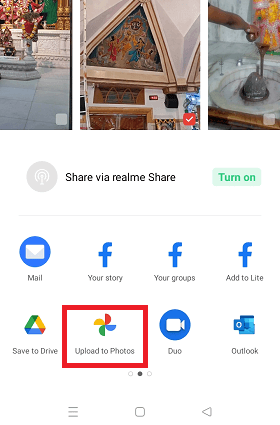 Share via realme Share Turn on
Mail Your story Your groups Add to Lite
Save to Drive Upload to Photos Duo Outlook